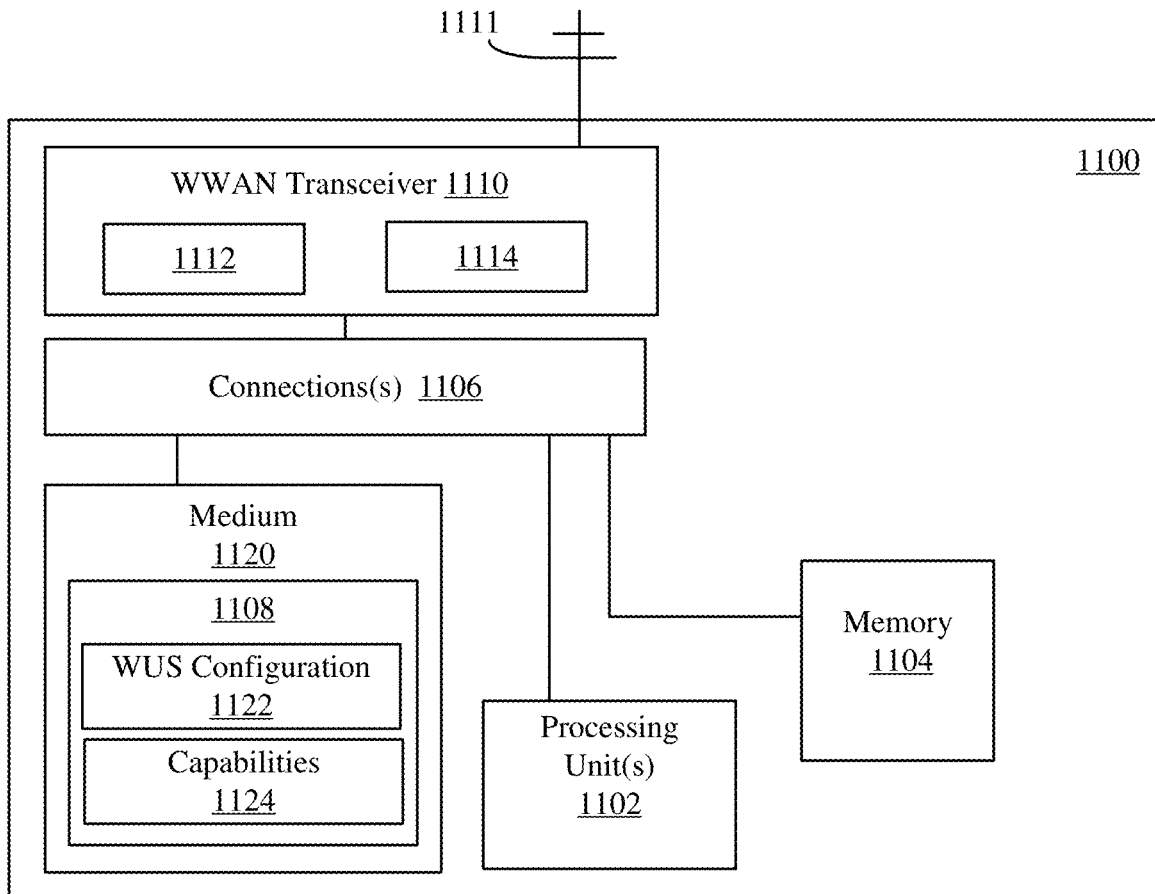 1111
1100
WWAN Transceiver 1110
1112
1114
Connections(s) 1106
Medium
1120
1108
WUS Configuration
1122
Capabilities
1124
Processing
Unit(s)
1102
Memory
1104